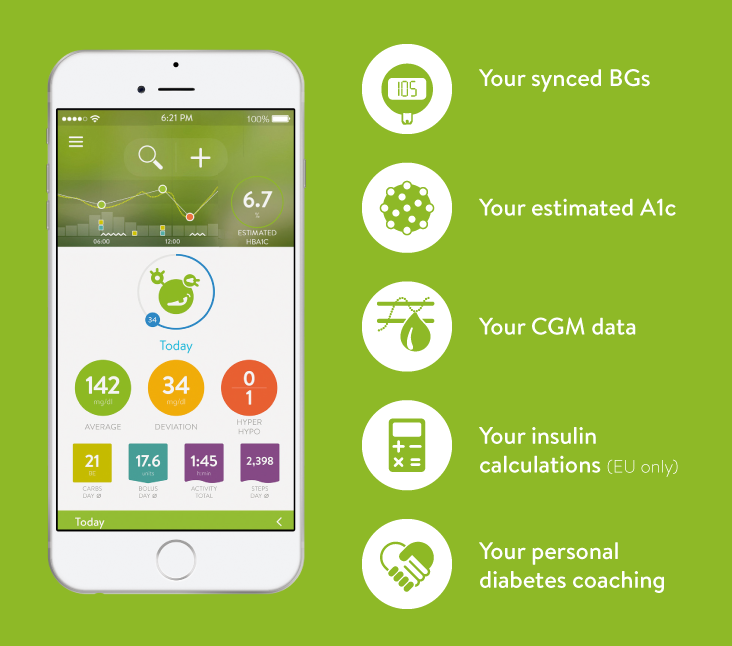 6:21 PM
100%
6.7
%
ESTIMATED
HBA1C
06:00
12:00
34
Today
142
mg/dl
AVERAGE
34
mg/dl
DEVIATION
0
1
HYPER
HYPO
21
BE
CARBS
DAY Ø
17.6
units
BOLUS
DAY Ø
1:45
h:min
ACTIVITY
TOTAL
2,398
STEPS
DAY Ø
Today
105
Your synced BGs
Your estimated A1c
Your CGM data
Your insulin
calculations (EU only)
Your personal
diabetes coaching